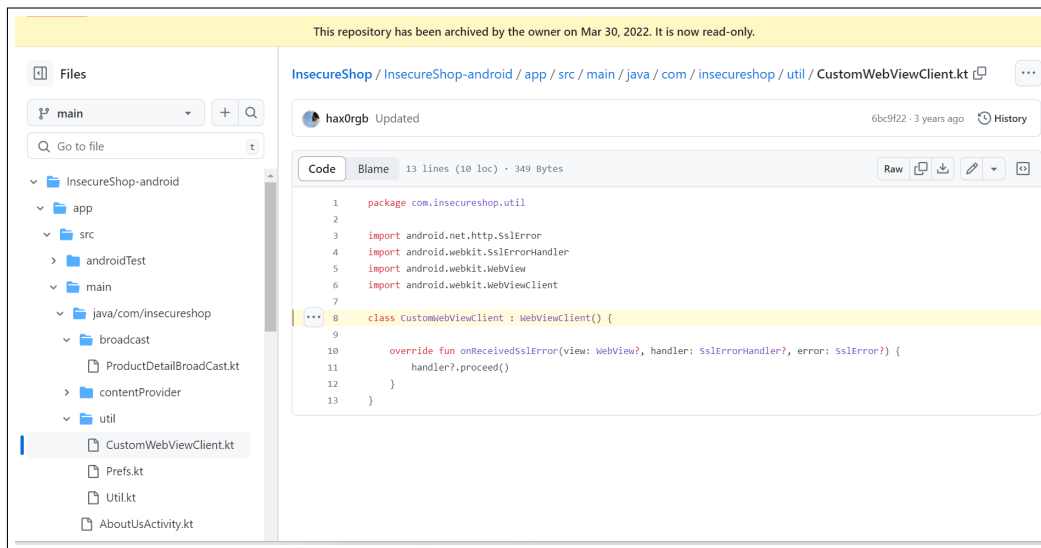 This repository has been archived by the owner on Mar 30, 2022. It is now read-only.
Files
main
Go to file
t
InsecureShop-android
app
src
androidTest
main
java/com/insecureshop
broadcast
ProductDetailBroadCast.kt
contentProvider
util
CustomWebViewClient.kt
Prefs.kt
Util.kt
AboutUsActivity.kt
InsecureShop / InsecureShop-android / app / src / main / java / com / insecureshop / util / CustomWebViewClient.kt
hax0rgb Updated
6bc9f22 · 3 years ago History
Code Blame 13 lines (10 loc) · 349 Bytes
Raw
1 package com.insecureshop.util
2
3 import android.net.http.SslError
4 import android.webkit.SslErrorHandler
5 import android.webkit.WebView
6 import android.webkit.WebViewClient
7
8 class CustomWebViewClient : WebViewClient() {
9
10 override fun onReceivedSslError(view: WebView?, handler: SslErrorHandler?, error: SslError?) {
11 handler?.proceed()
12 }
13 }